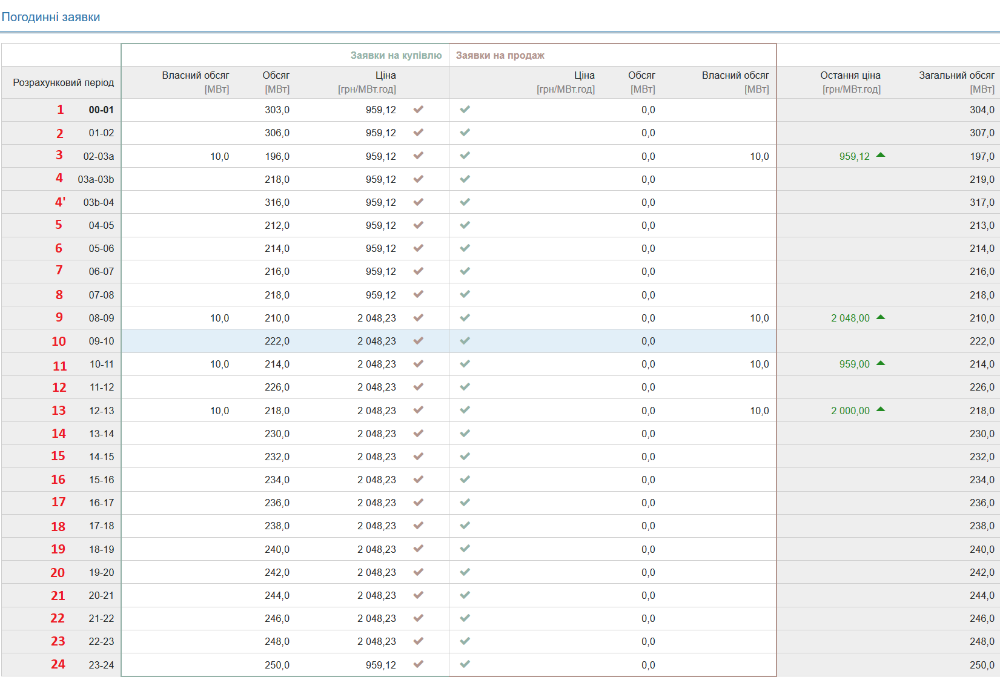 Погодинні заявки
Заявки на купівлю Заявки на продаж
Розрахунковий період Власний обсяг [МВт] Обсяг [МВт] Ціна [грн/МВт.год] Ціна [грн/МВт.год] Обсяг [МВт] Власний обсяг [МВт] Остання ціна [грн/МВт.год] Загальний обсяг [МВт]
1 00-01 303,0 959,12 0,0 304,0
2 01-02 306,0 959,12 0,0 307,0
3 02-03a 10,0 196,0 959,12 0,0 10,0 959,12 197,0
4 03a-03b 218,0 959,12 0,0 219,0
4' 03b-04 316,0 959,12 0,0 317,0
5 04-05 212,0 959,12 0,0 213,0
6 05-06 214,0 959,12 0,0 214,0
7 06-07 216,0 959,12 0,0 216,0
8 07-08 218,0 959,12 0,0 218,0
9 08-09 10,0 210,0 2 048,23 0,0 10,0 2 048,00 210,0
10 09-10 222,0 2 048,23 0,0 222,0
11 10-11 10,0 214,0 2 048,23 0,0 10,0 959,00 214,0
12 11-12 226,0 2 048,23 0,0 226,0
13 12-13 10,0 218,0 2 048,23 0,0 10,0 2 000,00 218,0
14 13-14 230,0 2 048,23 0,0 230,0
15 14-15 232,0 2 048,23 0,0 232,0
16 15-16 234,0 2 048,23 0,0 234,0
17 16-17 236,0 2 048,23 0,0 236,0
18 17-18 238,0 2 048,23 0,0 238,0
19 18-19 240,0 2 048,23 0,0 240,0
20 19-20 242,0 2 048,23 0,0 242,0
21 20-21 244,0 2 048,23 0,0 244,0
22 21-22 246,0 2 048,23 0,0 246,0
23 22-23 248,0 2 048,23 0,0 248,0
24 23-24 250,0 959,12 0,0 250,0